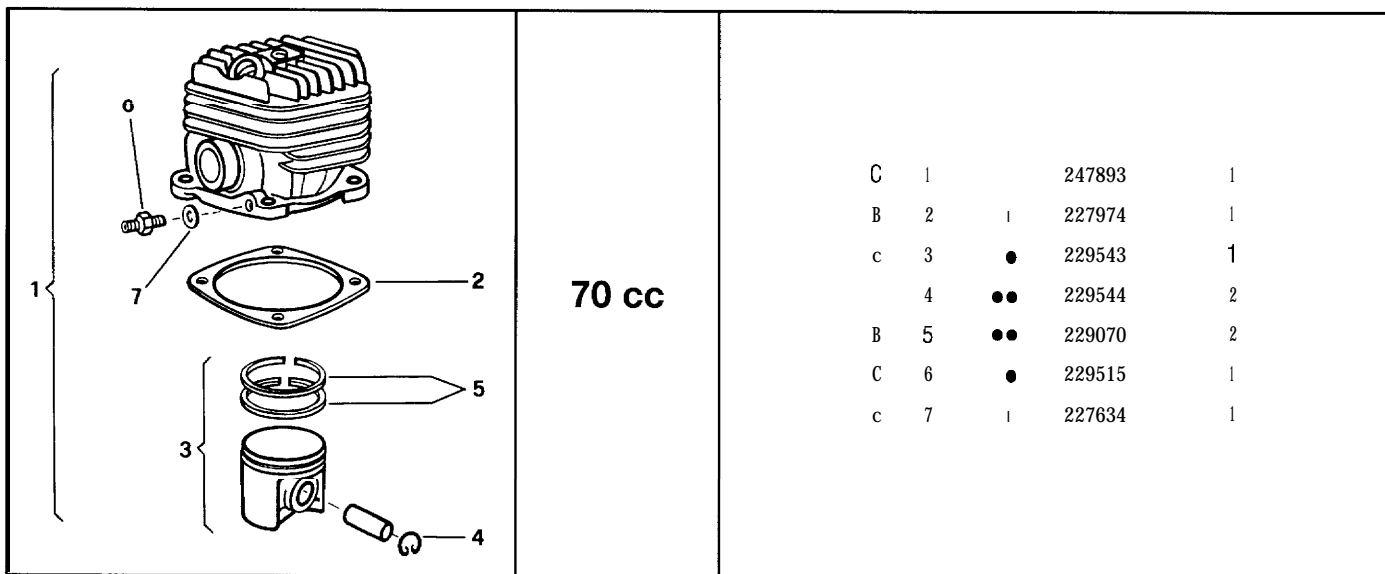 o
1
7
2
5
3
4
70 cc
C 1 247893 1
B 2 ı 227974 1
c 3 ● 229543 1
4 ●● 229544 2
B 5 ●● 229070 2
C 6 ● 229515 1
c 7 ı 227634 1